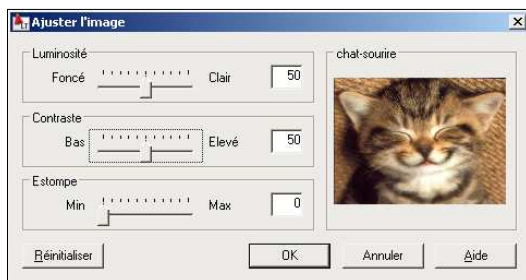 Ajuster l'image
Luminosité
Foncé Clair 50
Contraste
Bas Elevé 50
Estompe
Min Max 0
chat-sourire
Réinitialiser OK Annuler Aide